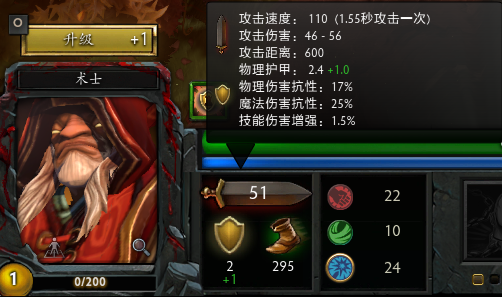 升级 +1
术士
攻击速度： 110 (1.55秒攻击一次)
攻击伤害：46 - 56
攻击距离：600
物理护甲： 2.4 +1.0
物理伤害抗性：17%
魔法伤害抗性：25%
技能伤害增强：1.5%
51
2
+1
295
22
10
24
1
0/200